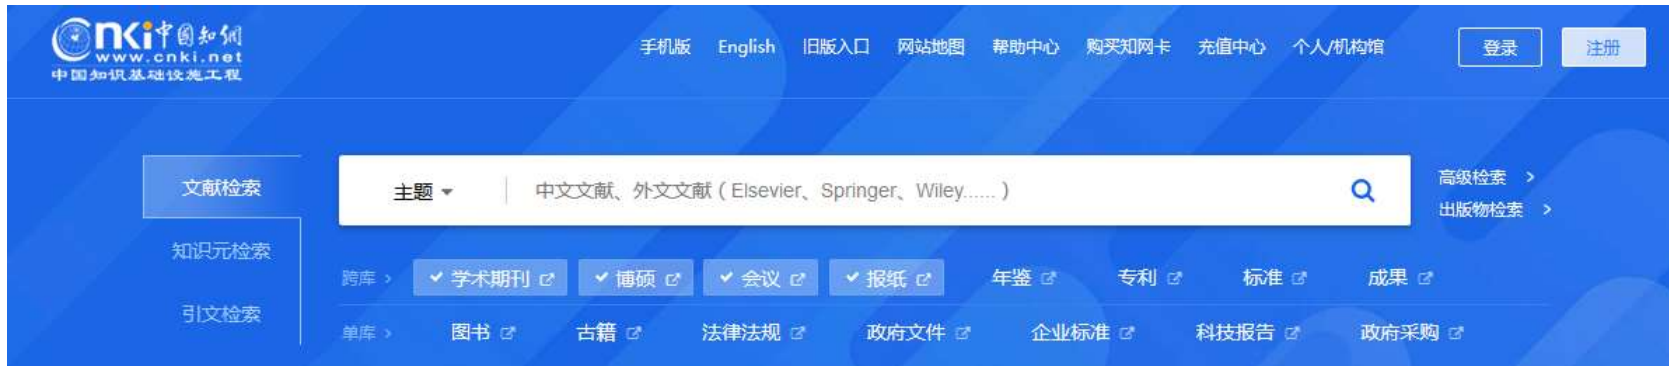 cnki中国知网
www.cnki.net
中国知识基础设施工程
手机版 English 旧版入口 网站地图 帮助中心 购买知网卡 充值中心 个人/机构馆 登录 注册
文献检索
主题 中文文献、外文文献（Elsevier、Springer、Wiley......）
高级检索 >
出版物检索 >
知识元检索
跨库 > 学术期刊 博硕 会议 报纸 年鉴 专利 标准 成果
引文检索
单库 > 图书 古籍 法律法规 政府文件 企业标准 科技报告 政府采购